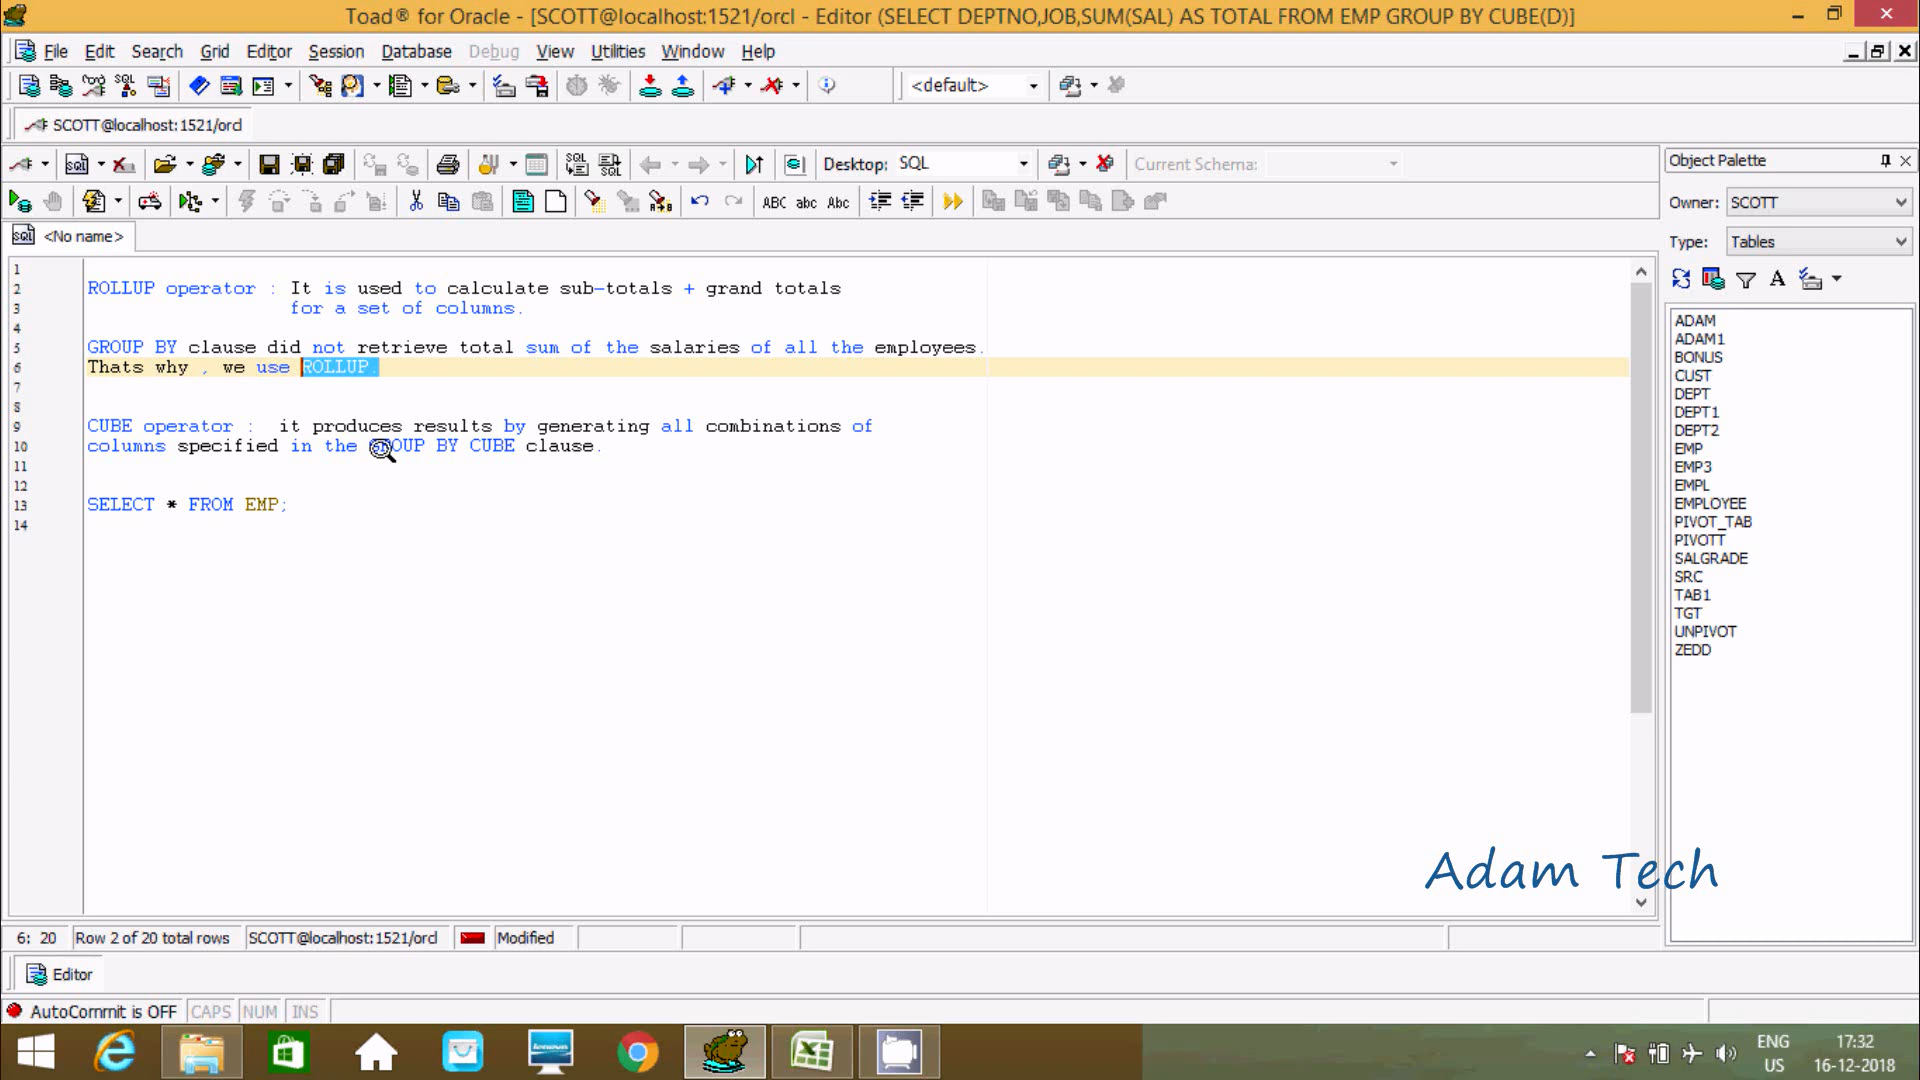 Toad® for Oracle - [SCOTT@localhost:1521/orcl - Editor (SELECT DEPTNO,JOB,SUM(SAL) AS TOTAL FROM EMP GROUP BY CUBE(D)]
File Edit Search Grid Editor Session Database Debug View Utilities Window Help
<default>
SCOTT@localhost:1521/orcl
Desktop: SQL Current Schema:
ABC abc Abc
<No name>
1
2 ROLLUP operator : It is used to calculate sub-totals + grand totals
3 for a set of columns.
4
5 GROUP BY clause did not retrieve total sum of the salaries of all the employees.
6 Thats why , we use ROLLUP.
7
8
9 CUBE operator : it produces results by generating all combinations of
10 columns specified in the GROUP BY CUBE clause.
11
12
13 SELECT * FROM EMP;
14
Object Palette
Owner: SCOTT
Type: Tables
ADAM
ADAM1
BONUS
CUST
DEPT
DEPT1
DEPT2
EMP
EMP3
EMPL
EMPLOYEE
PIVOT_TAB
PIVOTT
SALGRADE
SRC
TAB1
TGT
UNPIVOT
ZEDD
Adam Tech
6: 20 Row 2 of 20 total rows SCOTT@localhost:1521/orcl Modified
Editor
AutoCommit is OFF CAPS NUM INS
ENG 17:32
US 16-12-2018